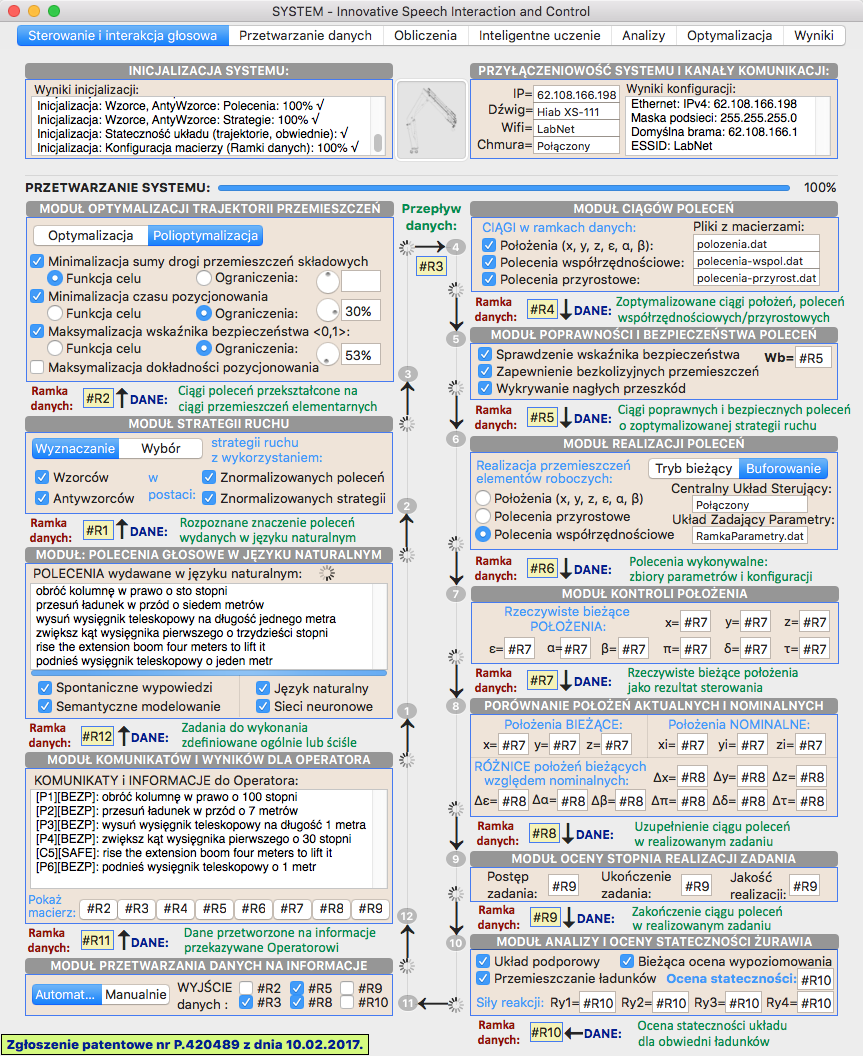 SYSTEM - Innovative Speech Interaction and Control
Sterowanie i interakcja głosowa
Przetwarzanie danych
Obliczenia
Inteligentne uczenie
Analizy
Optymalizacja
Wyniki
INICJALIZACJA SYSTEMU:
Wyniki inicjalizacji:
Inicjalizacja: Wzorce, AntyWzorce: Polecenia: 100% √
Inicjalizacja: Wzorce, AntyWzorce: Strategie: 100% √
Inicjalizacja: Stateczność układu (trajektorie, obwiednie): √
Inicjalizacja: Konfiguracja macierzy (Ramki danych): 100% √
PRZYŁĄCZENIOWOŚĆ SYSTEMU I KANAŁY KOMUNIKACJI:
IP= 62.108.166.198
Dźwig= Hiab XS-111
Wifi= LabNet
Chmura= Połączony
Wyniki konfiguracji:
Ethernet: IPv4: 62.108.166.198
Maska podsieci: 255.255.255.0
Domyślna brama: 62.108.166.1
ESSID: LabNet
PRZETWARZANIE SYSTEMU:
100%
MODUŁ OPTYMALIZACJI TRAJEKTORII PRZEMIESZCZEŃ
Optymalizacja
Polioptymalizacja
Minimalizacja sumy drogi przemieszczeń składowych
Funkcja celu
Ograniczenia:
Minimalizacja czasu pozycjonowania
Funkcja celu
Ograniczenia:
30%
Maksymalizacja wskaźnika bezpieczeństwa <0,1>:
Funkcja celu
Ograniczenia:
53%
Maksymalizacja dokładności pozycjonowania
Ramka
danych:
#R2
DANE:
Ciągi poleceń przekształcone na
ciągi przemieszczeń elementarnych
3
MODUŁ STRATEGII RUCHU
Wyznaczanie
Wybór
strategii ruchu
z wykorzystaniem:
Wzorców
Antywzorców
w
postaci:
Znormalizowanych poleceń
Znormalizowanych strategii
Ramka
danych:
#R1
DANE:
Rozpoznane znaczenie poleceń
wydanych w języku naturalnym
2
MODUŁ: POLECENIA GŁOSOWE W JĘZYKU NATURALNYM
POLECENIA wydawane w języku naturalnym:
obróć kolumnę w prawo o sto stopni
przesuń ładunek w przód o siedem metrów
wysuń wysięgnik teleskopowy na długość jednego metra
zwiększ kąt wysięgnika pierwszego o trzydzieści stopni
rise the extension boom four meters to lift it
podnieś wysięgnik teleskopowy o jeden metr
Spontaniczne wypowiedzi
Język naturalny
Semantyczne modelowanie
Sieci neuronowe
Ramka
danych:
#R12
DANE:
Zadania do wykonania
zdefiniowane ogólnie lub ściśle
1
MODUŁ KOMUNIKATÓW I WYNIKÓW DLA OPERATORA
KOMUNIKATY i INFORMACJE do Operatora:
[P1][BEZP]: obróć kolumnę w prawo o 100 stopni
[P2][BEZP]: przesuń ładunek w przód o 7 metrów
[P3][BEZP]: wysuń wysięgnik teleskopowy na długość 1 metra
[P4][BEZP]: zwiększ kąt wysięgnika pierwszego o 30 stopni
[C5][SAFE]: rise the extension boom four meters to lift it
[P6][BEZP]: podnieś wysięgnik teleskopowy o 1 metr
Pokaż
macierz:
#R2 #R3 #R4 #R5 #R6 #R7 #R8 #R9
Ramka
danych:
#R11
DANE:
Dane przetworzone na informacje
przekazywane Operatorowi
12
MODUŁ PRZETWARZANIA DANYCH NA INFORMACJE
Automat...
Manualnie
WYJŚCIE
danych :
#R2 #R5 #R9
#R3 #R8 #R10
11
Zgłoszenie patentowe nr P.420489 z dnia 10.02.2017.
Przepływ
danych:
4
#R3
MODUŁ CIĄGÓW POLECEŃ
CIĄGI w ramkach danych:
Pliki z macierzami:
Położenia (x, y, z, ε, α, β):
polozenia.dat
Polecenia współrzędnościowe:
polecenia-wspol.dat
Polecenia przyrostowe:
polecenia-przyrost.dat
Ramka
danych:
#R4
DANE:
Zoptymalizowane ciągi położeń, poleceń
współrzędnościowych/przyrostowych
5
MODUŁ POPRAWNOŚCI I BEZPIECZEŃSTWA POLECEŃ
Sprawdzenie wskaźnika bezpieczeństwa
Wb= #R5
Zapewnienie bezkolizyjnych przemieszczeń
Wykrywanie nagłych przeszkód
Ramka
danych:
#R5
DANE:
Ciągi poprawnych i bezpiecznych poleceń
o zoptymalizowanej strategii ruchu
6
MODUŁ REALIZACJI POLECEŃ
Realizacja przemieszczeń
elementów roboczych:
Tryb bieżący
Buforowanie
Położenia (x, y, z, ε, α, β)
Polecenia przyrostowe
Polecenia współrzędnościowe
Centralny Układ Sterujący:
Połączony
Układ Zadający Parametry:
RamkaParametry.dat
Ramka
danych:
#R6
DANE:
Polecenia wykonywalne:
zbiory parametrów i konfiguracji
7
MODUŁ KONTROLI POŁOŻENIA
Rzeczywiste bieżące
POŁOŻENIA:
x= #R7 y= #R7 z= #R7
ε= #R7 α= #R7 β= #R7 π= #R7 δ= #R7 τ= #R7
Ramka
danych:
#R7
DANE:
Rzeczywiste bieżące położenia
jako rezultat sterowania
8
PORÓWNANIE POŁOŻEŃ AKTUALNYCH I NOMINALNYCH
Położenia BIEŻĄCE:
Położenia NOMINALNE:
x= #R7 y= #R7 z= #R7 xi= #R7 yi= #R7 zi= #R7
RÓŻNICE położeń bieżących
względem nominalnych:
Δx= #R8 Δy= #R8 Δz= #R8
Δε= #R8 Δα= #R8 Δβ= #R8 Δπ= #R8 Δδ= #R8 Δτ= #R8
Ramka
danych:
#R8
DANE:
Uzupełnienie ciągu poleceń
w realizowanym zadaniu
9
MODUŁ OCENY STOPNIA REALIZACJI ZADANIA
Postęp
zadania:
#R9
Ukończenie
zadania:
#R9
Jakość
realizacji:
#R9
Ramka
danych:
#R9
DANE:
Zakończenie ciągu poleceń
w realizowanym zadaniu
10
MODUŁ ANALIZY I OCENY STATECZNOŚCI ŻURAWIA
Układ podporowy
Bieżąca ocena wypoziomowania
Przemieszczanie ładunków
Ocena stateczności: #R10
Siły reakcji: Ry1= #R10 Ry2= #R10 Ry3= #R10 Ry4= #R10
Ramka
danych:
#R10
DANE:
Ocena stateczności układu
dla obwiedni ładunków